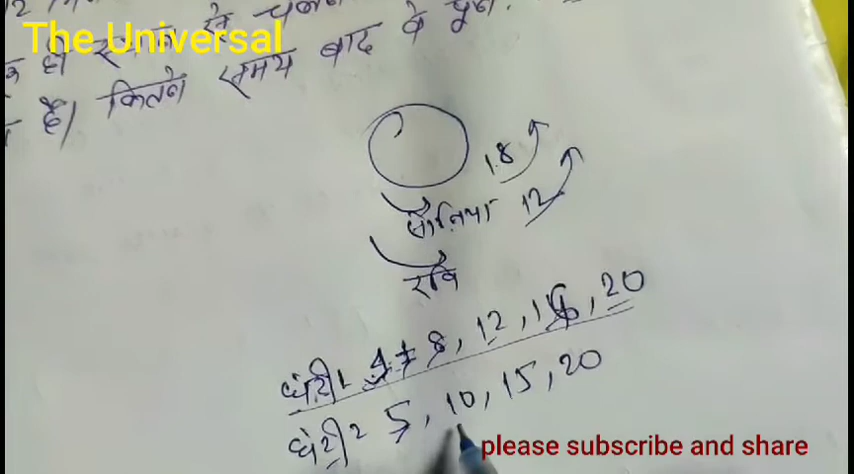 The Universal
ही स्थान से
है। कितने समय बाद वे पुनः
18
सोनिया 12
रवि
घंटी 1 4, 8, 12, 16, 20
घंटी 2 5, 10, 15, 20
please subscribe and share